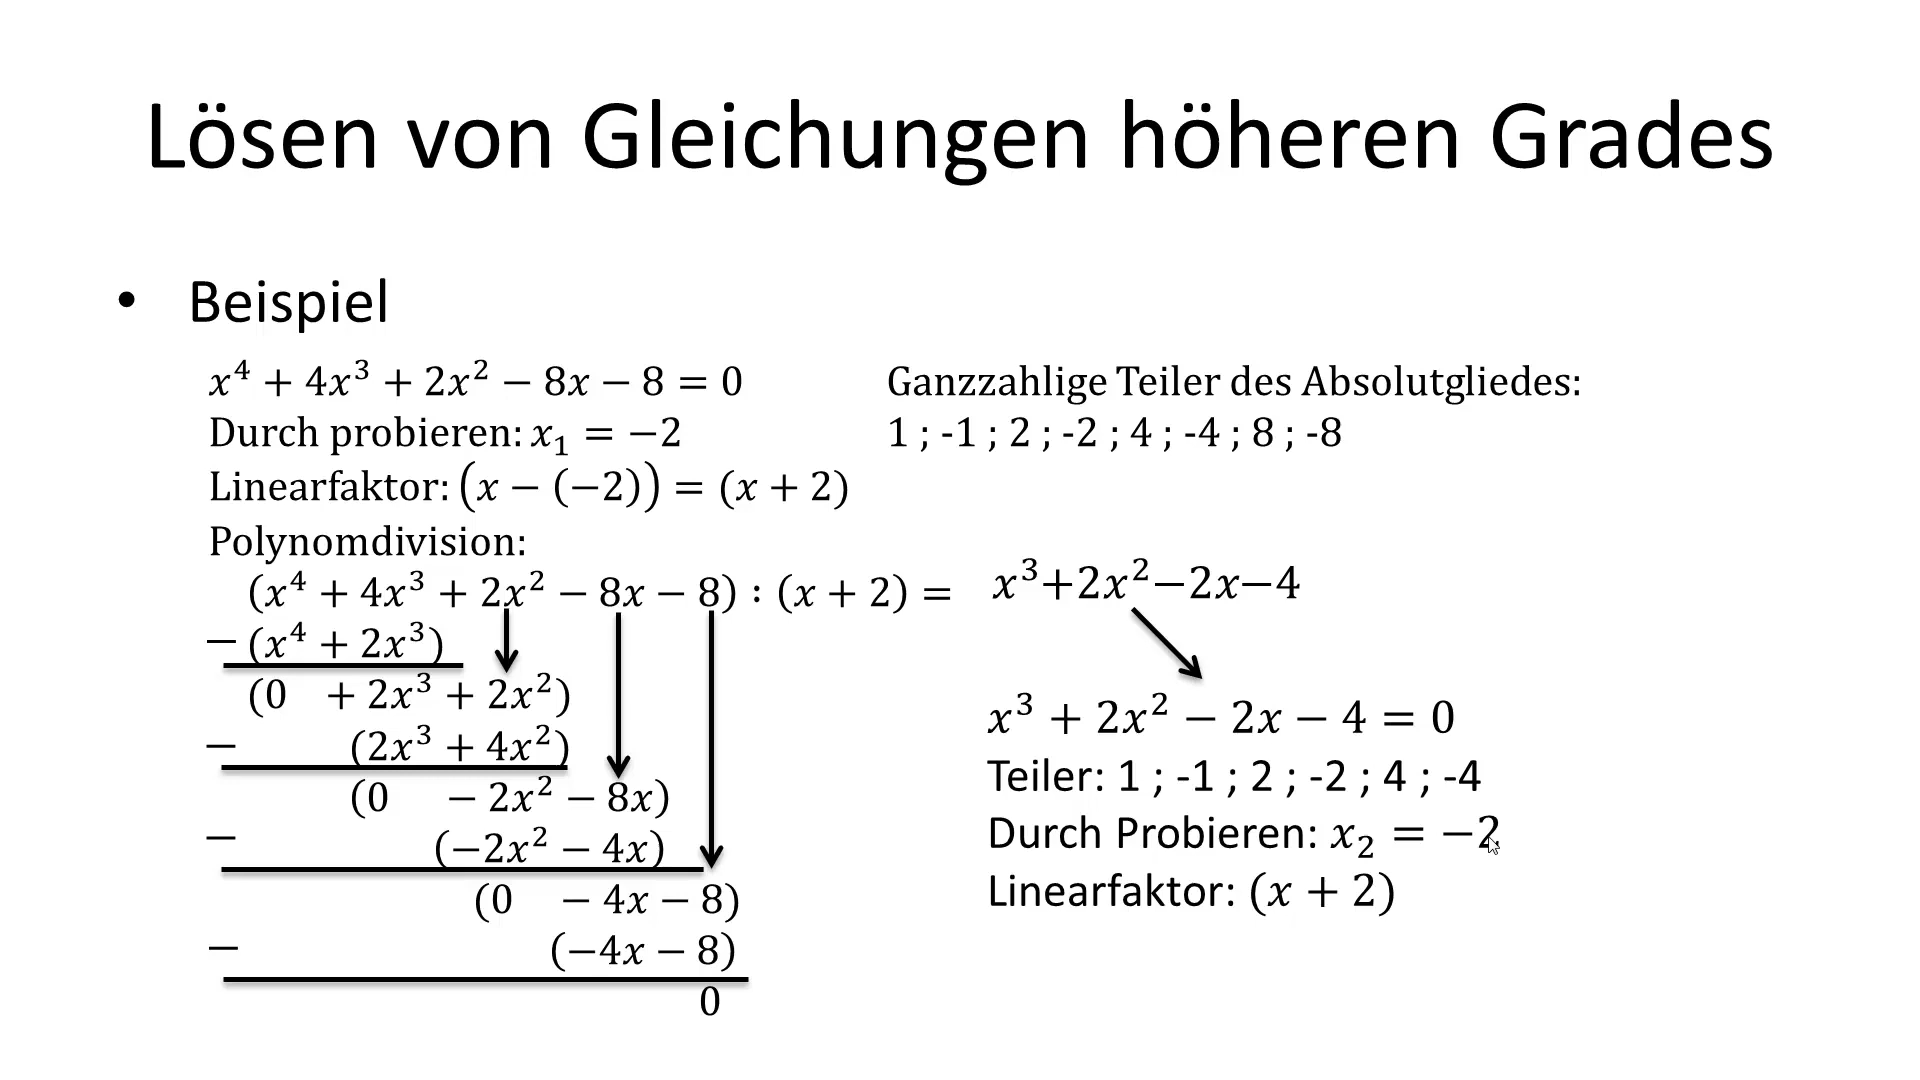 Lösen von Gleichungen höheren Grades
• Beispiel
x⁴ + 4x³ + 2x² − 8x − 8 = 0
Durch probieren: x₁ = −2
Linearfaktor: (x − (−2)) = (x + 2)
Polynomdivision:
(x⁴ + 4x³ + 2x² − 8x − 8) : (x + 2) = x³+2x²−2x−4
− (x⁴ + 2x³)
(0 + 2x³ + 2x²)
− (2x³ + 4x²)
(0 − 2x² − 8x)
− (−2x² − 4x)
(0 − 4x − 8)
− (−4x − 8)
0
Ganzzahlige Teiler des Absolutgliedes:
1 ; -1 ; 2 ; -2 ; 4 ; -4 ; 8 ; -8
x³ + 2x² − 2x − 4 = 0
Teiler: 1 ; -1 ; 2 ; -2 ; 4 ; -4
Durch Probieren: x₂ = −2
Linearfaktor: (x + 2)